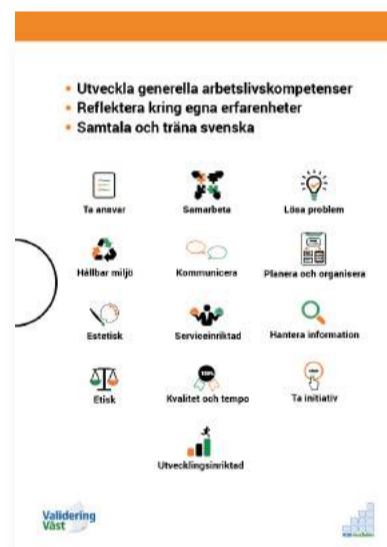 • Utveckla generella arbetslivskompetenser
• Reflektera kring egna erfarenheter
• Samtala och träna svenska
Ta ansvar
Samarbeta
Lösa problem
Hållbar miljö
Kommunicera
Planera och organisera
Estetisk
Serviceinriktad
Hantera information
100%
Etisk
Kvalitet och tempo
Ta initiativ
Utvecklingsinriktad
Validering
Väst